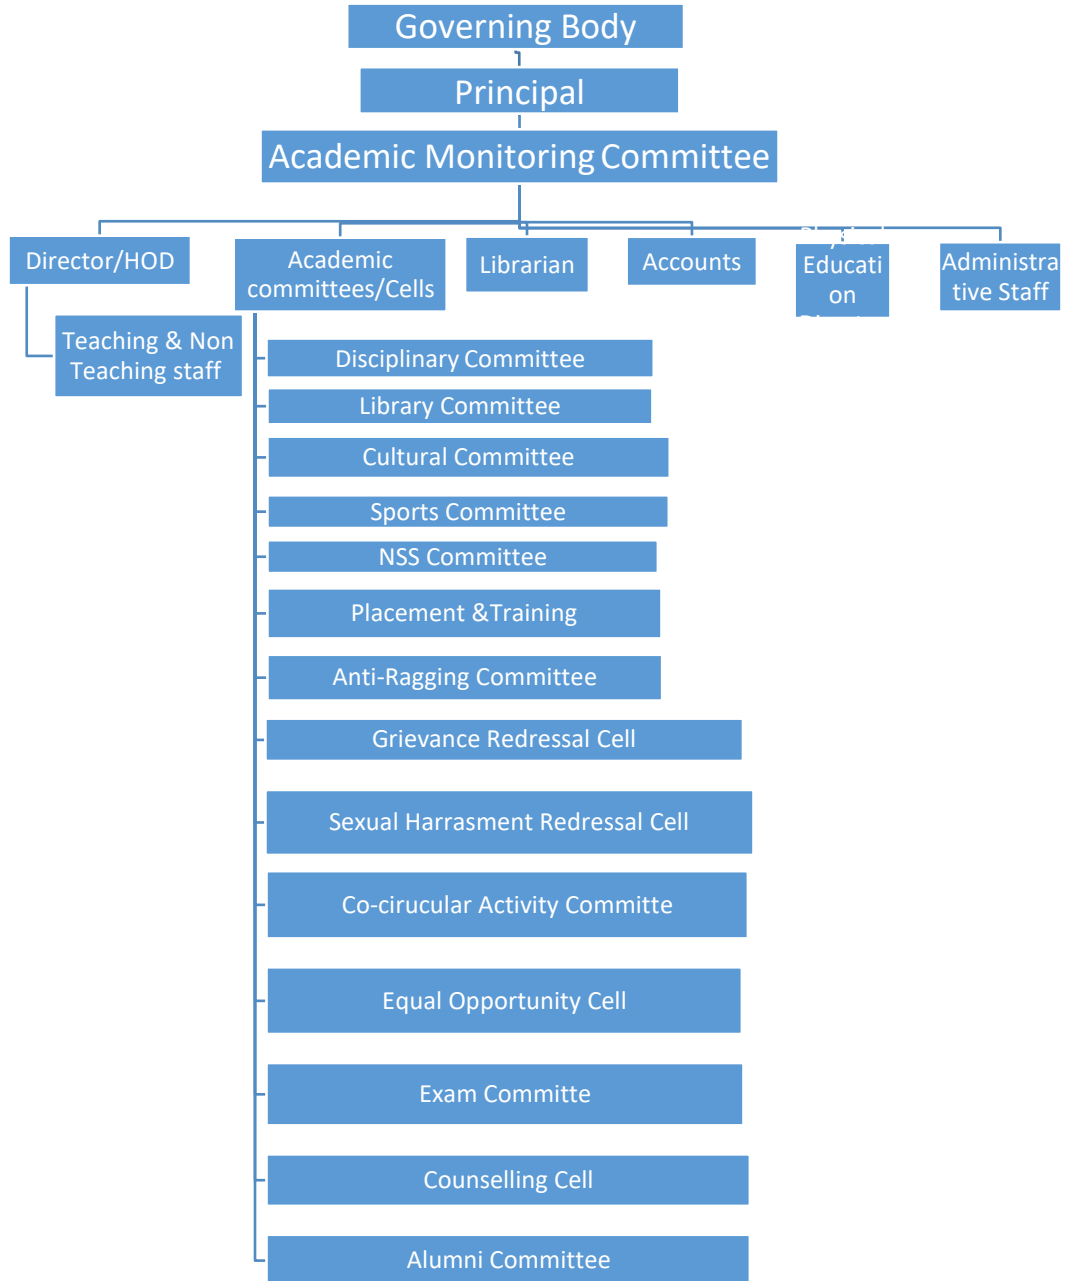 Governing Body
Principal
Academic Monitoring Committee
Director/HOD
Academic
committees/Cells
Librarian
Accounts
Educati
on
Administra
tive Staff
Teaching & Non
Teaching staff
Disciplinary Committee
Library Committee
Cultural Committee
Sports Committee
NSS Committee
Placement &Training
Anti-Ragging Committee
Grievance Redressal Cell
Sexual Harrasment Redressal Cell
Co-cirucular Activity Committe
Equal Opportunity Cell
Exam Committe
Counselling Cell
Alumni Committee